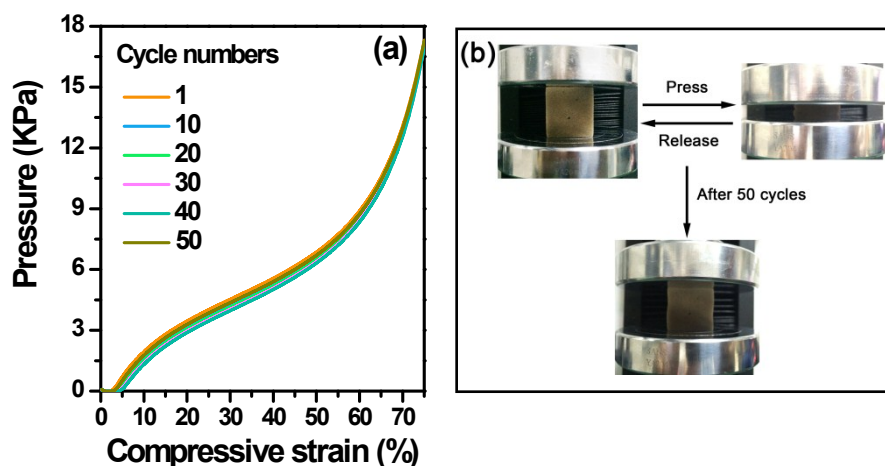 (a)
Cycle numbers
1
10
20
30
40
50
Pressure (KPa)
18
15
12
9
6
3
0
0 10 20 30 40 50 60 70
Compressive strain (%)
(b)
Press
Release
After 50 cycles